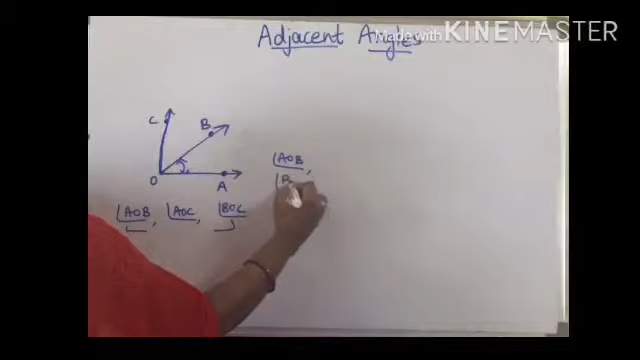 Adjacent Angles
Made with KINEMASTER
C
B
O
A
∠AOB,
∠B
∠AOB, ∠AOC, ∠BOC